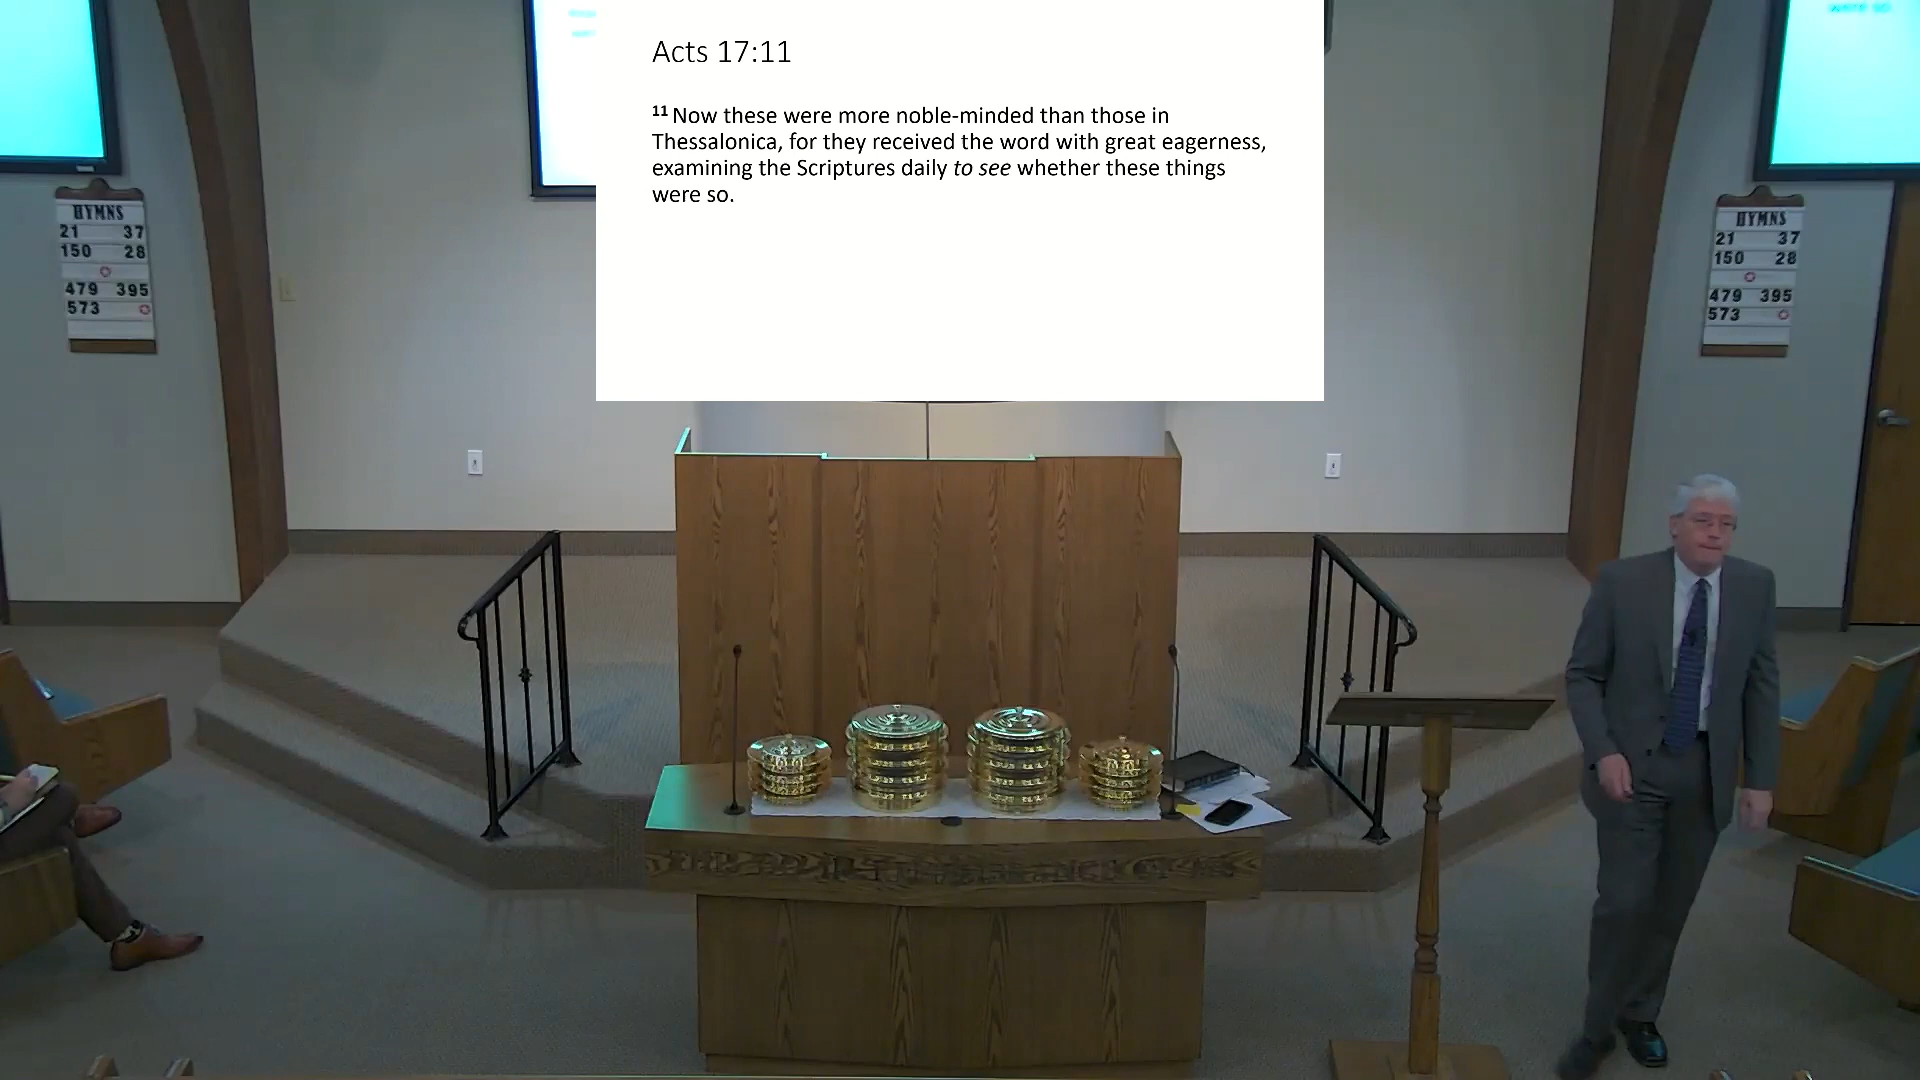 were so.
Acts 17:11
11 Now these were more noble-minded than those in
Thessalonica, for they received the word with great eagerness,
examining the Scriptures daily to see whether these things
were so.
HYMNS
21 37
150 28
479 395
573
HYMNS
21 37
150 28
479 395
573